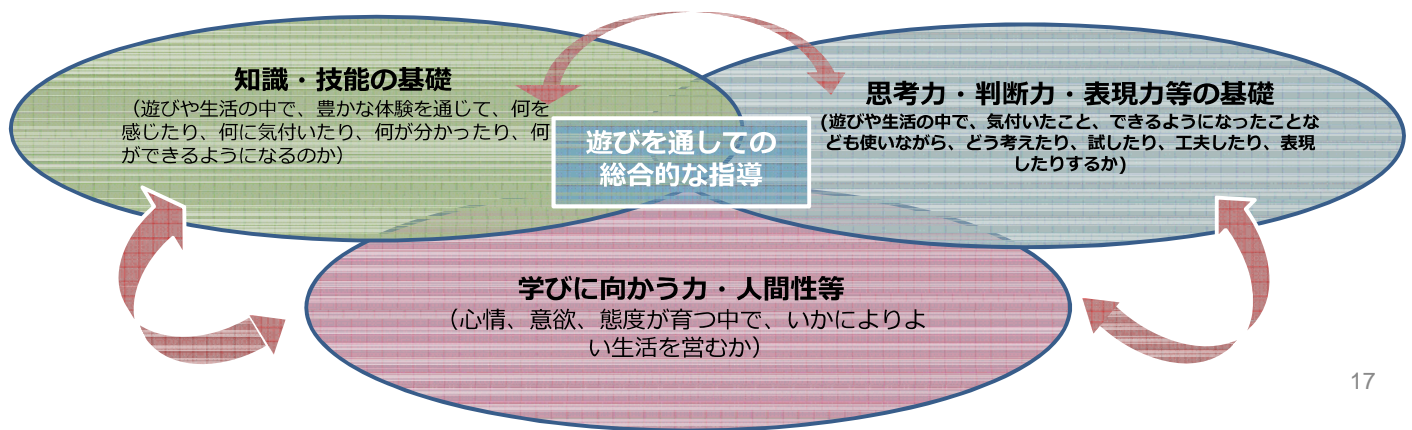 知識・技能の基礎
（遊びや生活の中で、豊かな体験を通じて、何を
感じたり、何に気付いたり、何が分かったり、何
ができるようになるのか）
思考力・判断力・表現力等の基礎
(遊びや生活の中で、気付いたこと、できるようになったことな
ども使いながら、どう考えたり、試したり、工夫したり、表現
したりするか)
遊びを通しての
総合的な指導
学びに向かう力・人間性等
（心情、意欲、態度が育つ中で、いかによりよ
い生活を営むか）
17